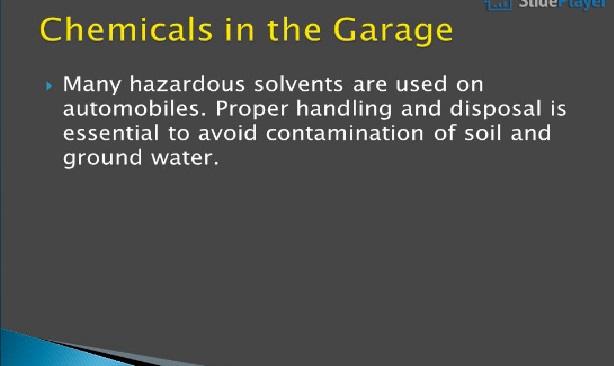 SlidePlayer
Chemicals in the Garage
Many hazardous solvents are used on
automobiles. Proper handling and disposal is
essential to avoid contamination of soil and
ground water.